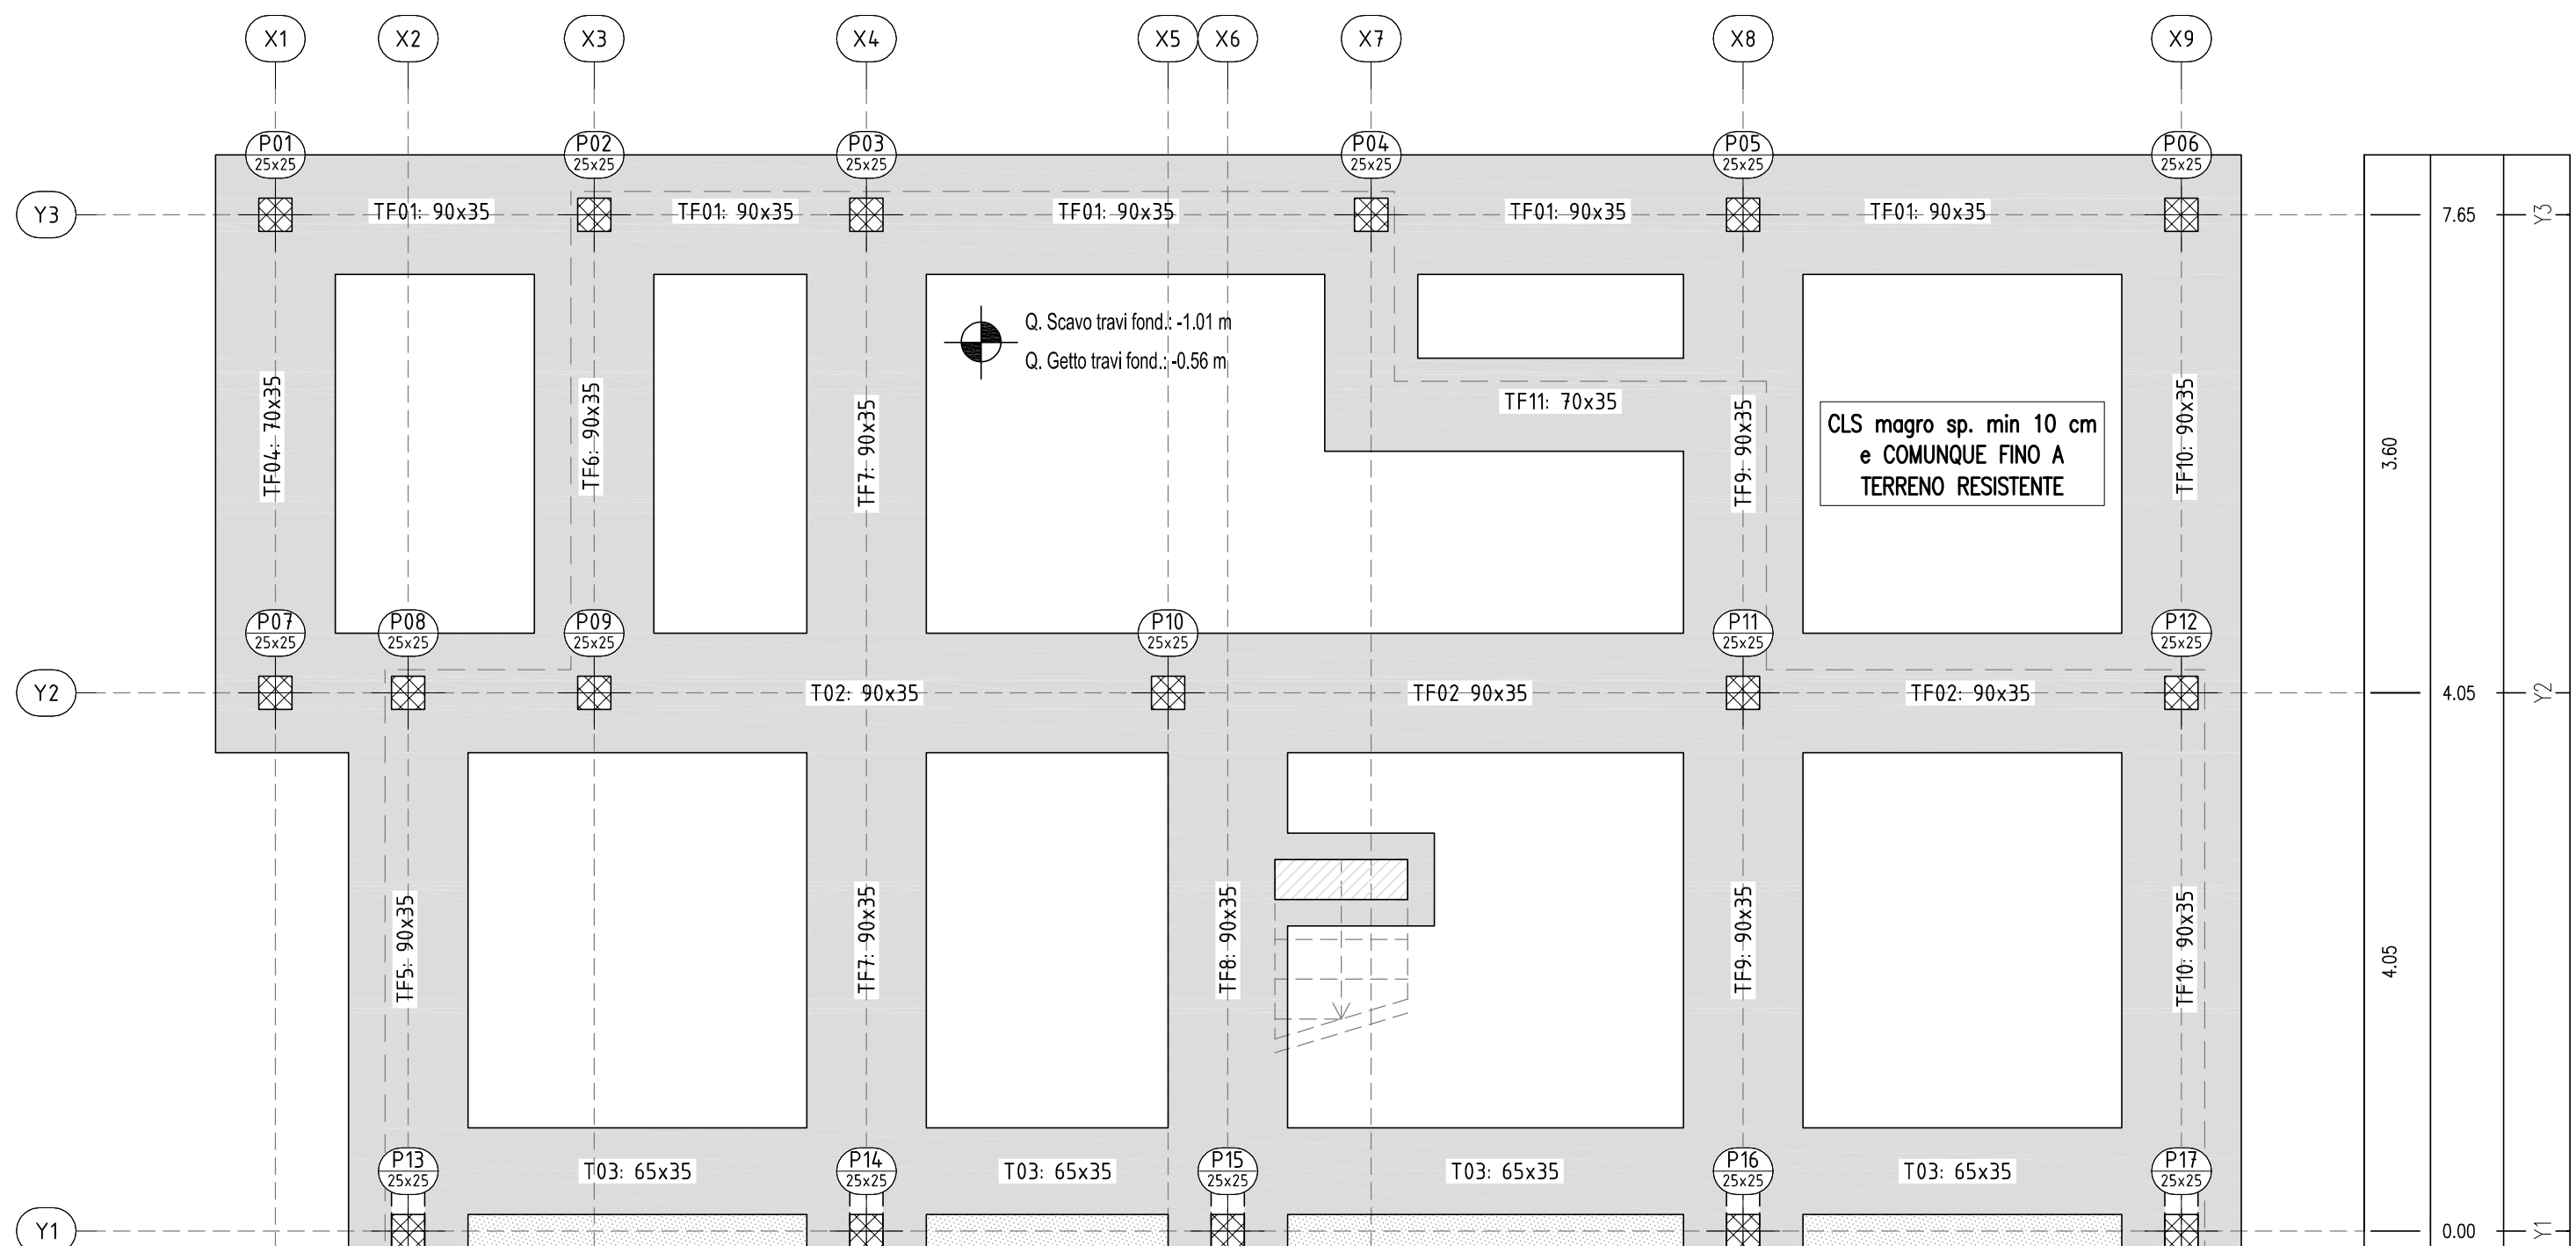 X1 X2 X3 X4 X5 X6 X7 X8 X9
P01 P02 P03 P04 P05 P06
25x25 25x25 25x25 25x25 25x25 25x25
Y3 TF01: 90x35 TF01: 90x35 TF01: 90x35 TF01: 90x35 TF01: 90x35 7.65 Y3
Q. Scavo travi fond.: -1.01 m
Q. Getto travi fond.: -0.56 m
TF04: 70x35
TF6: 90x35
TF7: 90x35
TF11: 70x35
TF9: 90x35
CLS magro sp. min 10 cm
e COMUNQUE FINO A
TERRENO RESISTENTE
TF10: 90x35
3.60
P07 P08 P09 P10 P11 P12
25x25 25x25 25x25 25x25 25x25 25x25
Y2 T02: 90x35 TF02 90x35 TF02: 90x35 4.05 Y2
TF5: 90x35
TF7: 90x35
TF8: 90x35
TF9: 90x35
TF10: 90x35
4.05
P13 P14 P15 P16 P17
25x25 25x25 25x25 25x25 25x25
T03: 65x35 T03: 65x35 T03: 65x35 T03: 65x35
Y1 0.00 Y1